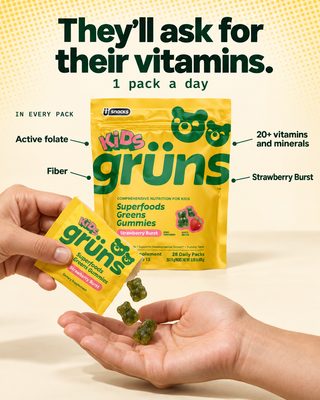 They'll ask for
their vitamins.
1 pack a day
IN EVERY PACK
Active folate
Fiber
20+ vitamins
and minerals
Strawberry Burst
SNACKS
KiDS
grüns
COMPREHENSIVE NUTRITION FOR KIDS
Superfoods
Greens
Gummies
Strawberry Burst
28 Daily Packs
KiDS
grüns
Superfoods
Greens Gummies
Strawberry Burst